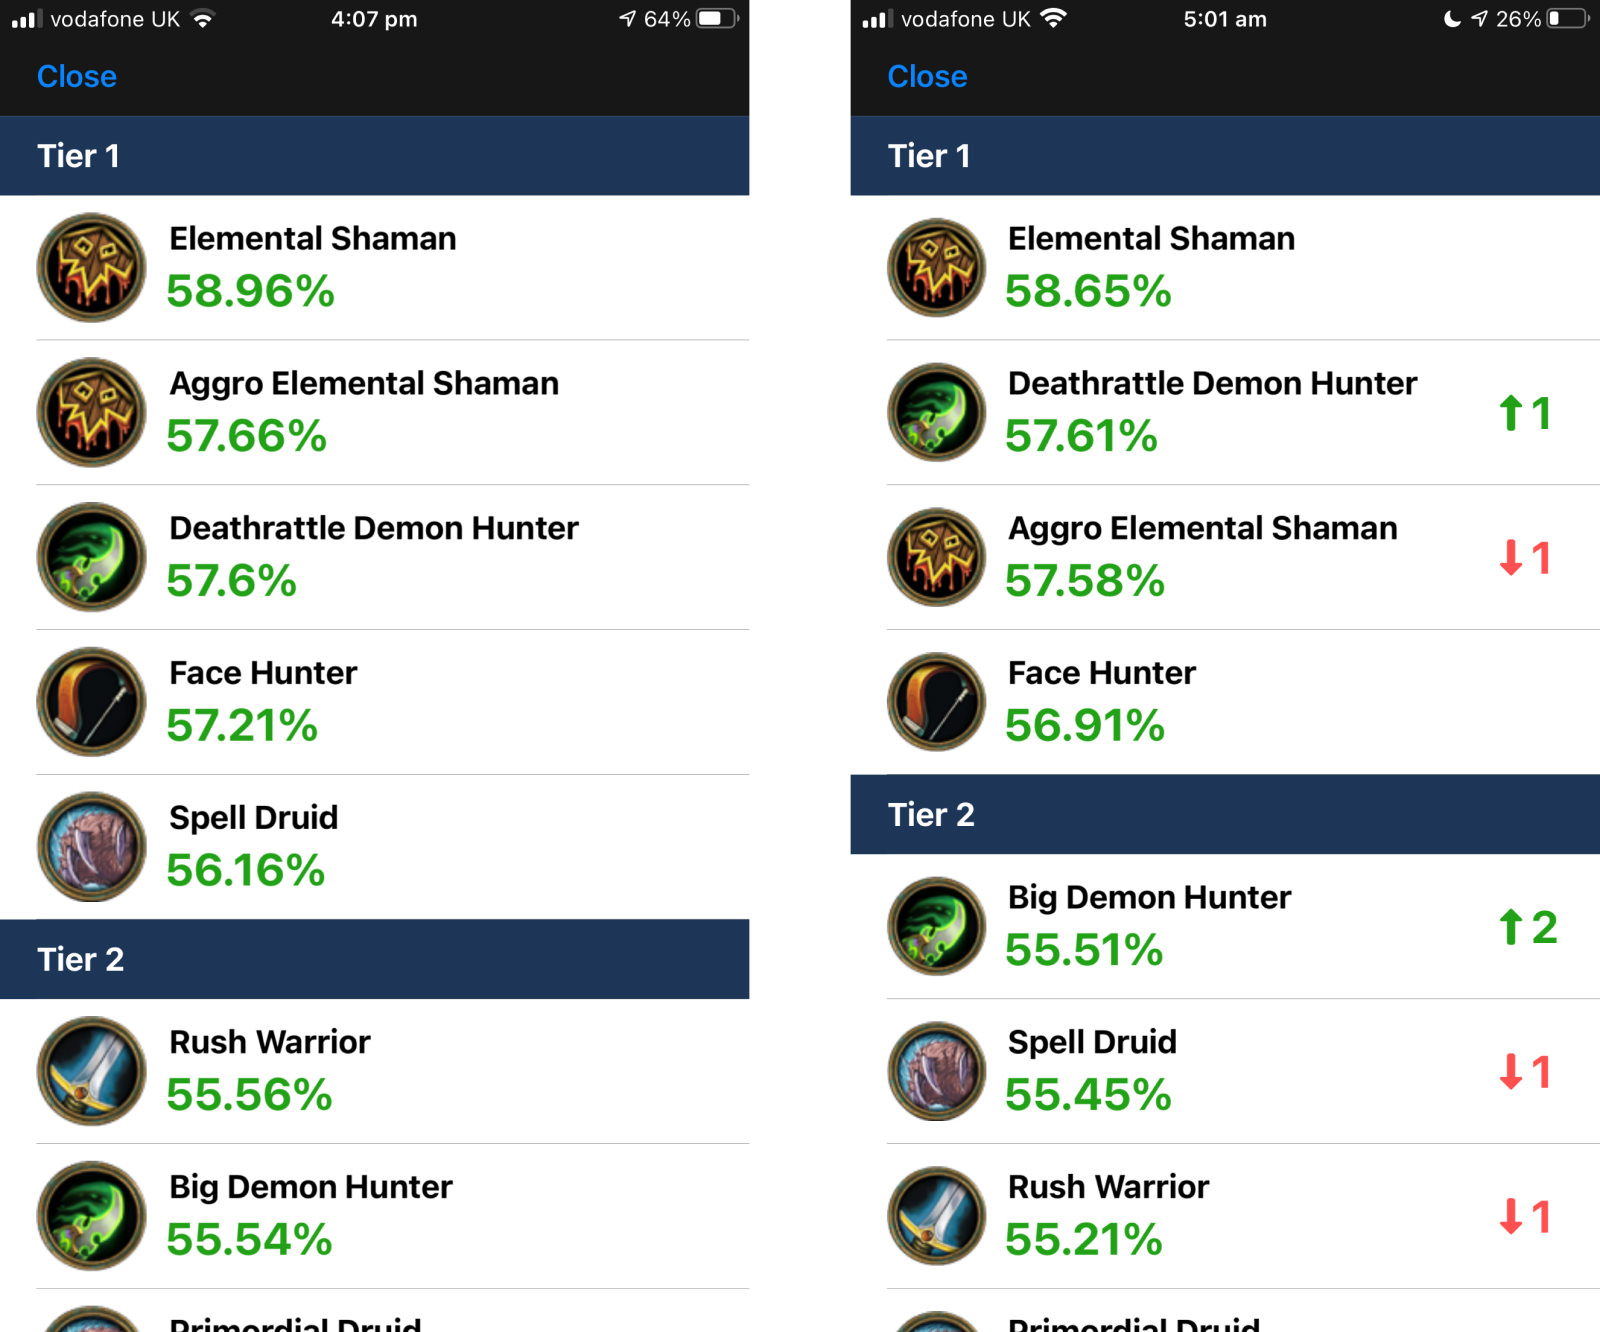 vodafone UK 4:07 pm 64%
Close
Tier 1
Elemental Shaman
58.96%
Aggro Elemental Shaman
57.66%
Deathrattle Demon Hunter
57.6%
Face Hunter
57.21%
Spell Druid
56.16%
Tier 2
Rush Warrior
55.56%
Big Demon Hunter
55.54%
Primordial Druid
vodafone UK 5:01 am 26%
Close
Tier 1
Elemental Shaman
58.65%
Deathrattle Demon Hunter
57.61%
↑1
Aggro Elemental Shaman
57.58%
↓1
Face Hunter
56.91%
Tier 2
Big Demon Hunter
55.51%
↑2
Spell Druid
55.45%
↓1
Rush Warrior
55.21%
↓1
Primordial Druid